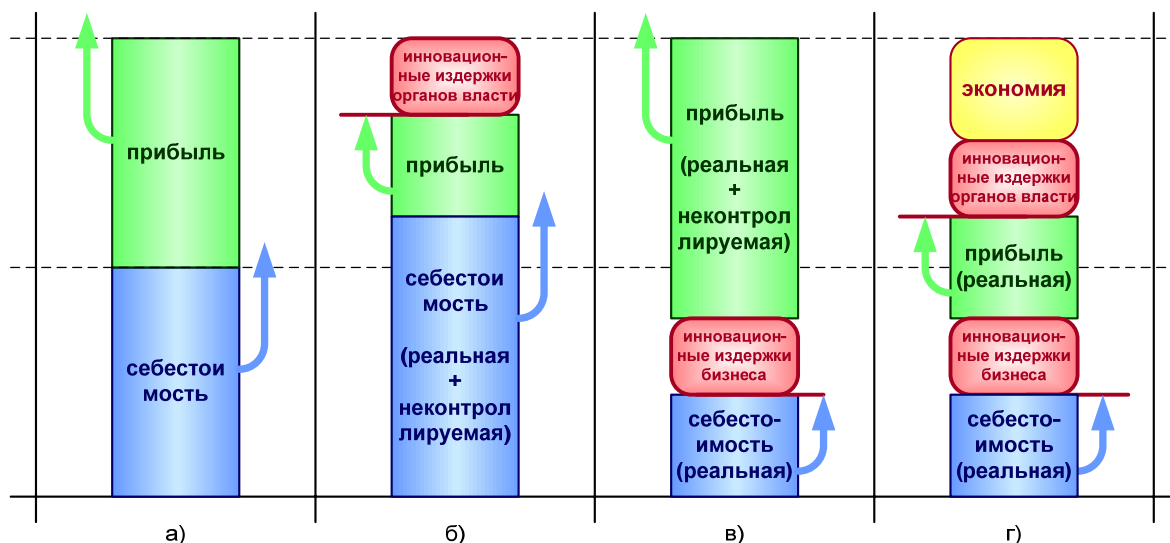 прибыль
себестои
мость
а)
инновацион-
ные издержки
органов власти
прибыль
себестои
мость
(реальная
+
неконтрол
лируемая)
б)
прибыль
(реальная
+
неконтрол
лируемая)
инновацион-
ные издержки
бизнеса
себесто-
имость
(реальная)
в)
экономия
инновацион-
ные издержки
органов власти
прибыль
(реальная)
инновацион-
ные издержки
бизнеса
себесто-
имость
(реальная)
г)